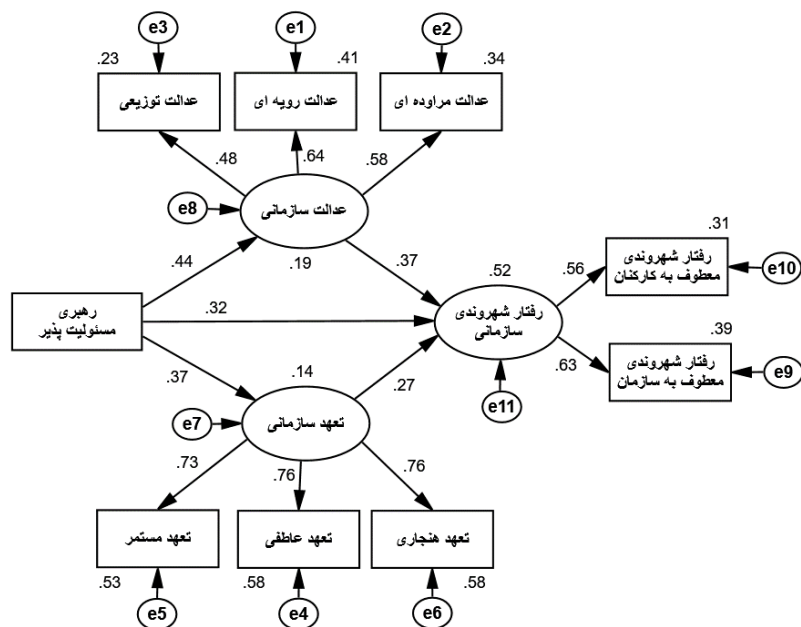 e3
e1
e2
.23
.41
.34
عدالت توزیعی
عدالت رویه ای
عدالت مراوده ای
.48
.64
.58
e8
عدالت سازمانی
.19
.44
.37
.31
رفتار شهروندی
معطوف به کارکنان
e10
.52
.56
رهبری
مسئولیت پذیر
.32
رفتار شهروندی
سازمانی
.39
رفتار شهروندی
معطوف به سازمان
e9
.63
.37
.14
.27
e11
e7
تعهد سازمانی
.73
.76
.76
تعهد مستمر
تعهد عاطفی
تعهد هنجاری
.53
.58
.58
e5
e4
e6